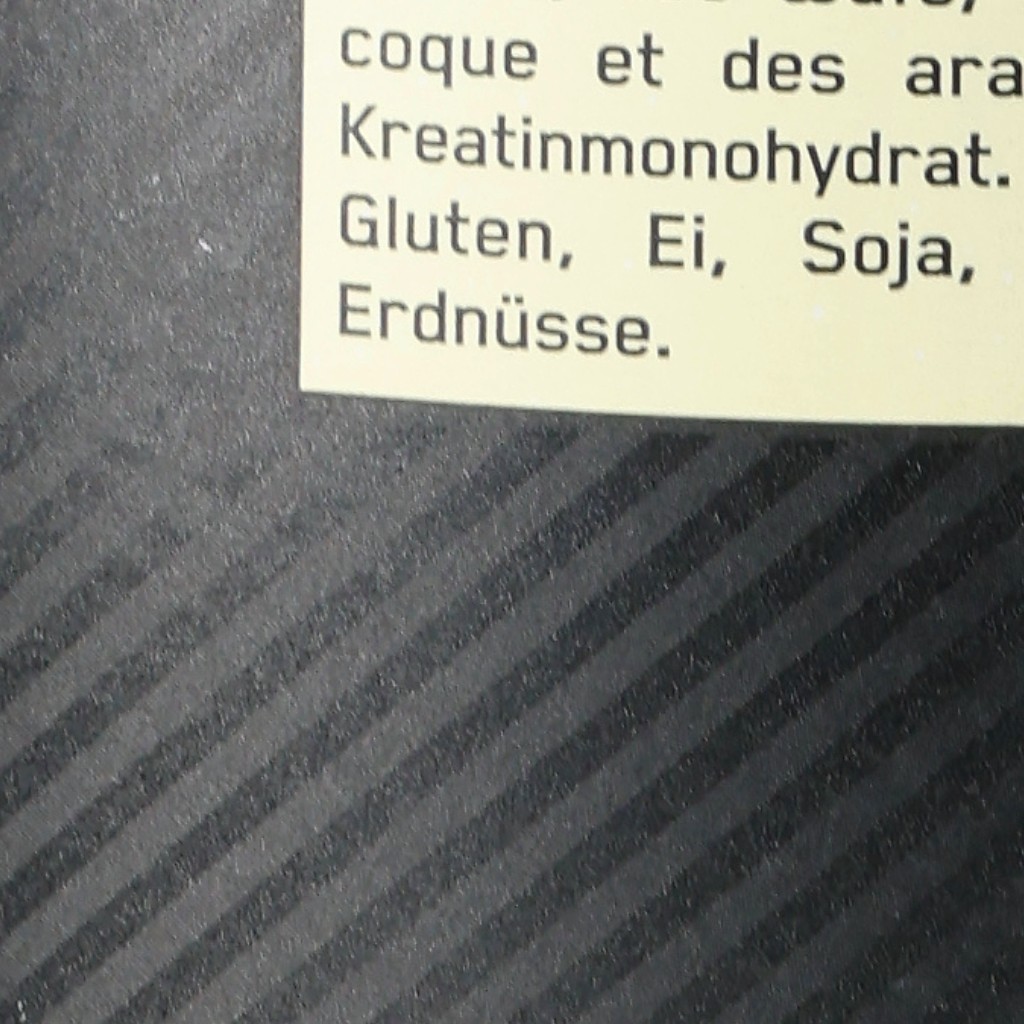 coque et des ara
Kreatinmonohydrat.
Gluten, Ei, Soja,
Erdnüsse.